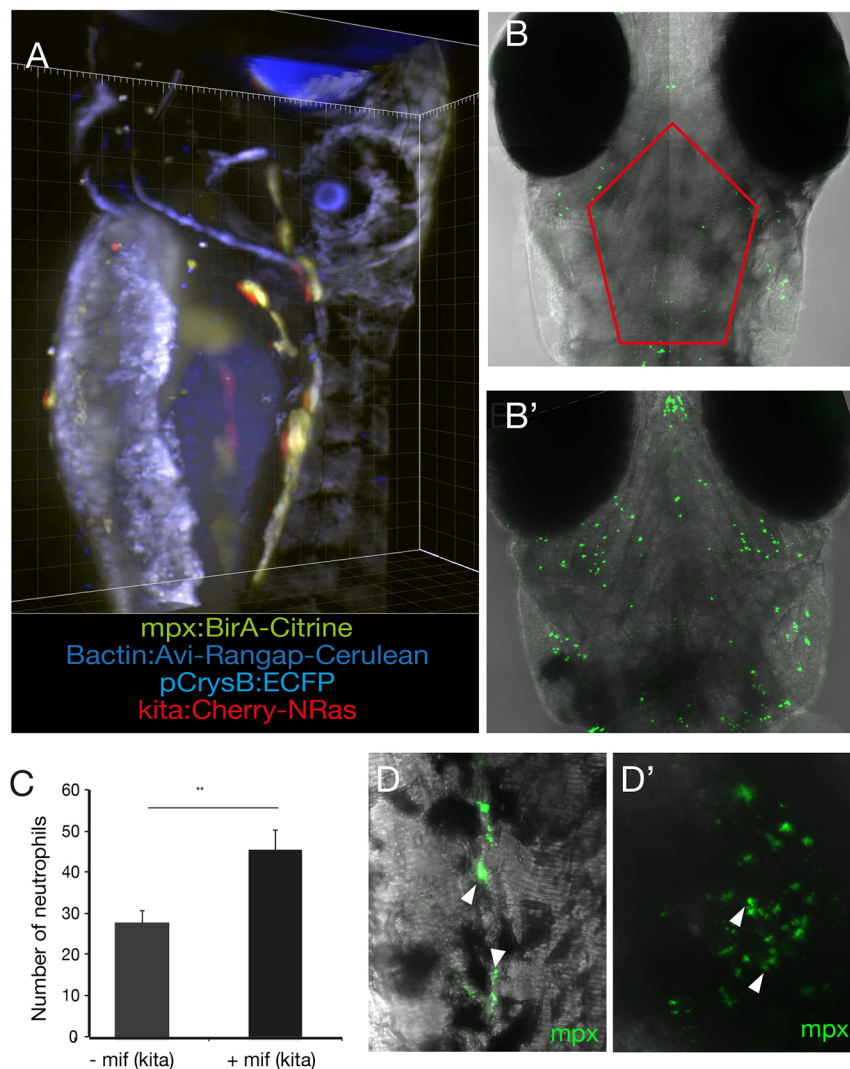 A
B
B’
mpx:BirA-Citrine
Bactin:Avi-Rangap-Cerulean
pCrysB:ECFP
kita:Cherry-NRas
C
Number of neutrophils
60
50
40
30
20
10
0
**
- mif (kita)
+ mif (kita)
D
mpx
D’
mpx